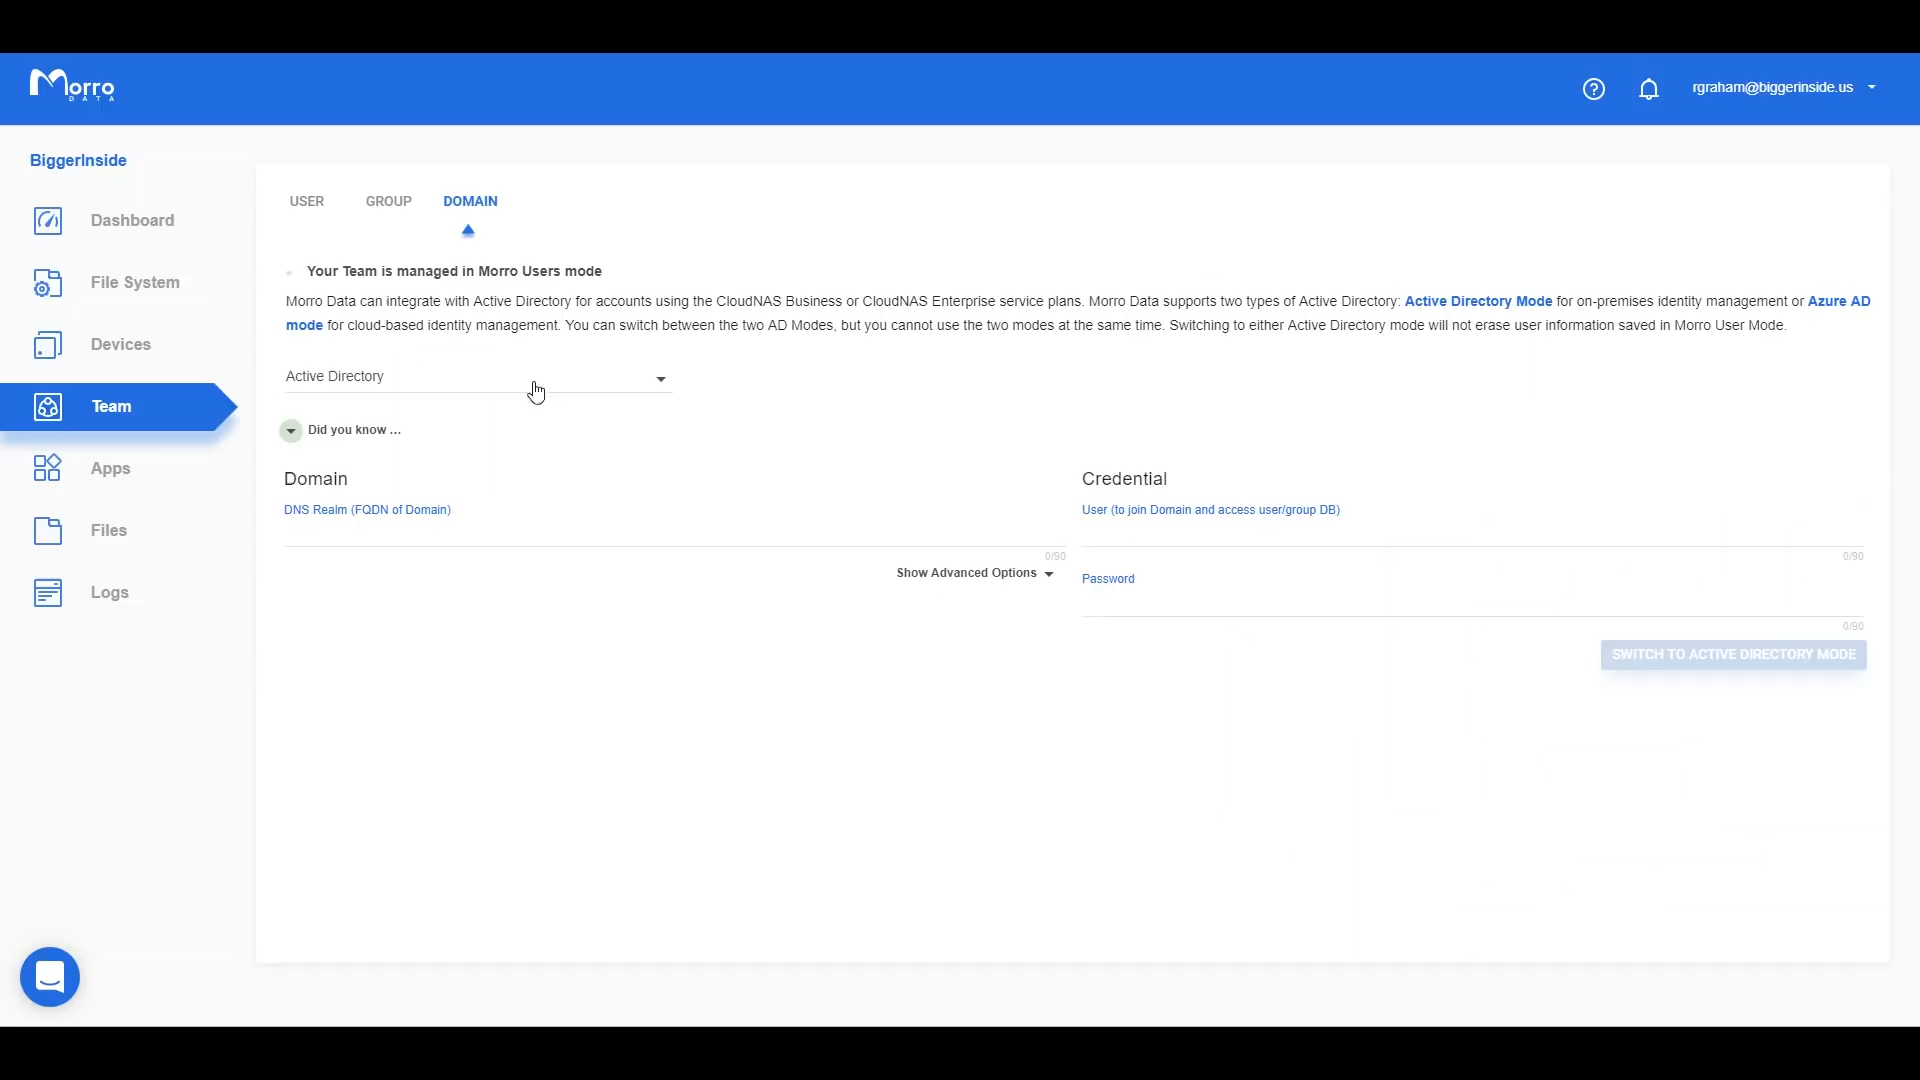 Morro
DATA
rgraham@biggerinside.us
BiggerInside
Dashboard
File System
Devices
Team
Apps
Files
Logs
USER GROUP DOMAIN
Your Team is managed in Morro Users mode
Morro Data can integrate with Active Directory for accounts using the CloudNAS Business or CloudNAS Enterprise service plans. Morro Data supports two types of Active Directory: Active Directory Mode for on-premises identity management or Azure AD
mode for cloud-based identity management. You can switch between the two AD Modes, but you cannot use the two modes at the same time. Switching to either Active Directory mode will not erase user information saved in Morro User Mode.
Active Directory
Did you know ...
Domain
DNS Realm (FQDN of Domain)
0/90
Show Advanced Options
Credential
User (to join Domain and access user/group DB)
0/90
Password
0/90
SWITCH TO ACTIVE DIRECTORY MODE